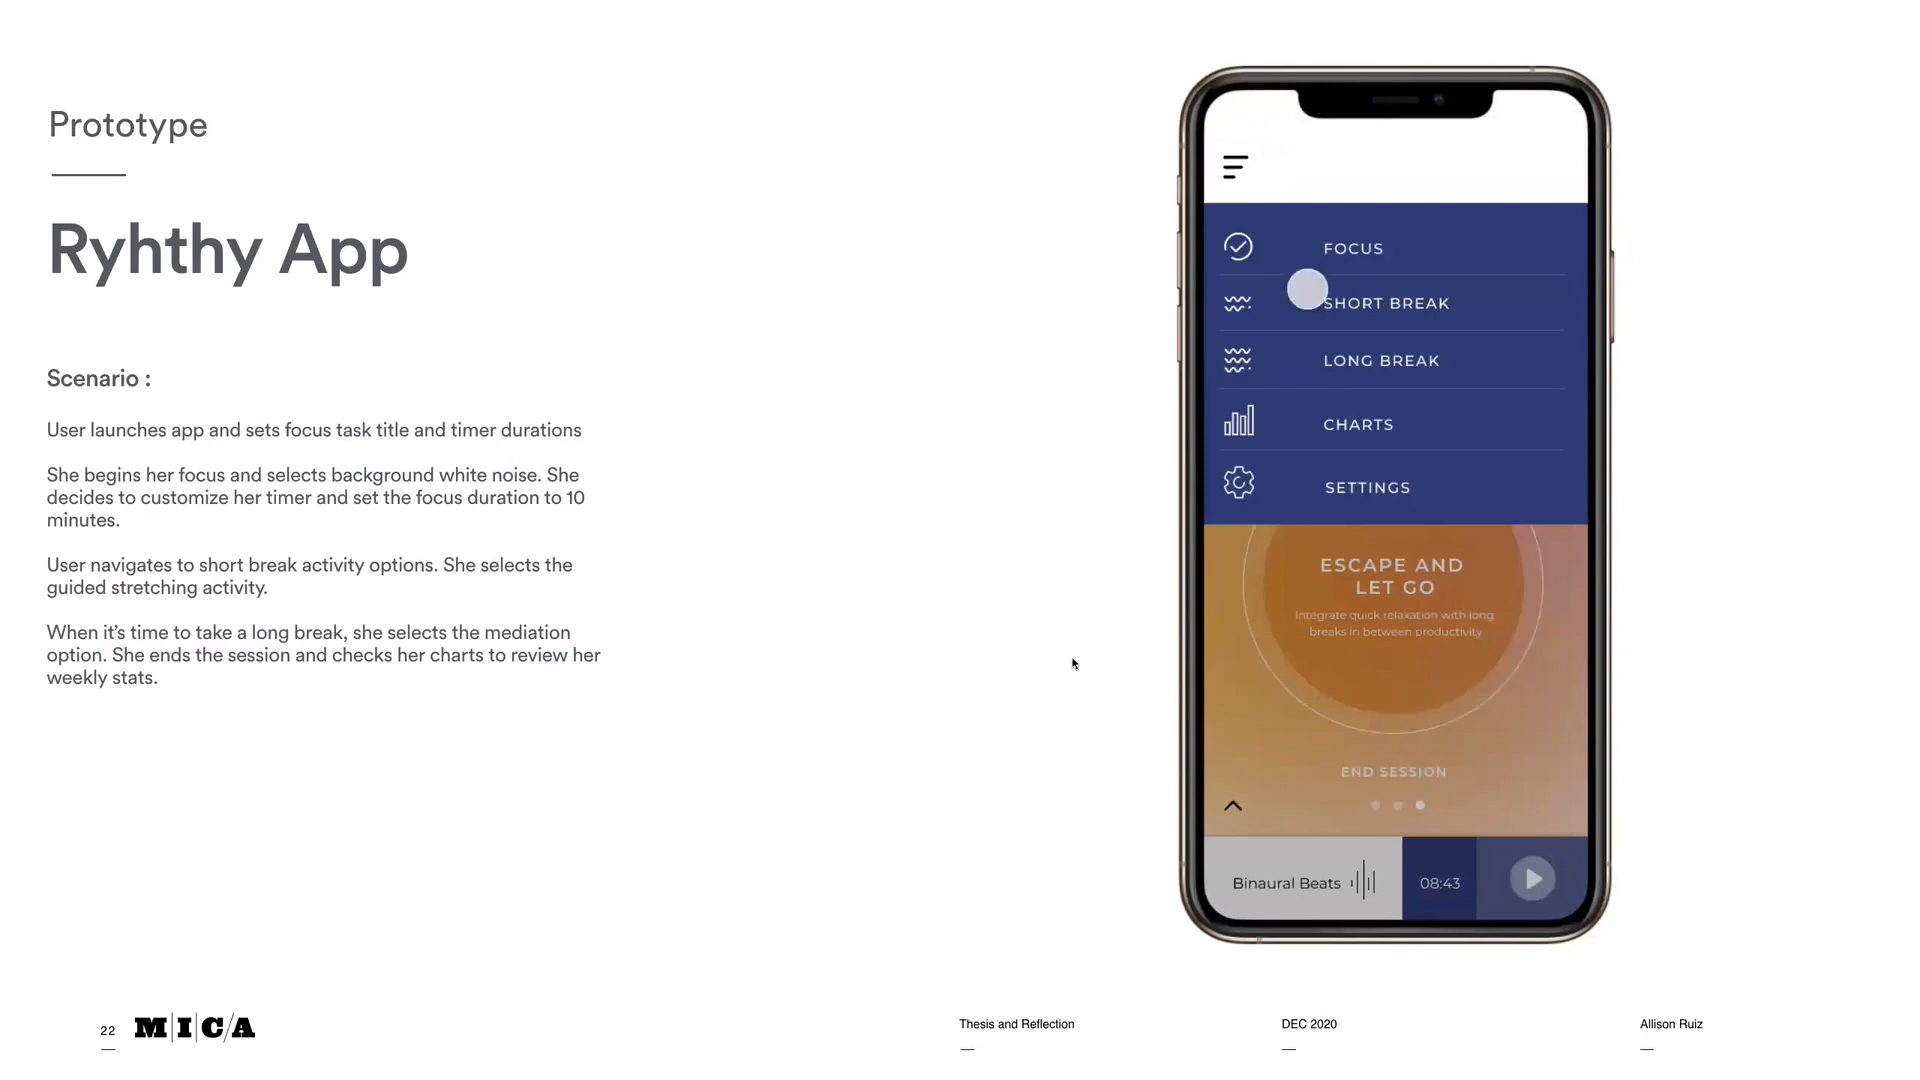 Prototype
Ryhthy App
Scenario :
User launches app and sets focus task title and timer durations
She begins her focus and selects background white noise. She
decides to customize her timer and set the focus duration to 10
minutes.
User navigates to short break activity options. She selects the
guided stretching activity.
When it’s time to take a long break, she selects the mediation
option. She ends the session and checks her charts to review her
weekly stats.
FOCUS
SHORT BREAK
LONG BREAK
CHARTS
SETTINGS
ESCAPE AND
LET GO
Integrate quick relaxation with long
breaks in between productivity
END SESSION
Binaural Beats
08:43
22
MICA
Thesis and Reflection
DEC 2020
Allison Ruiz